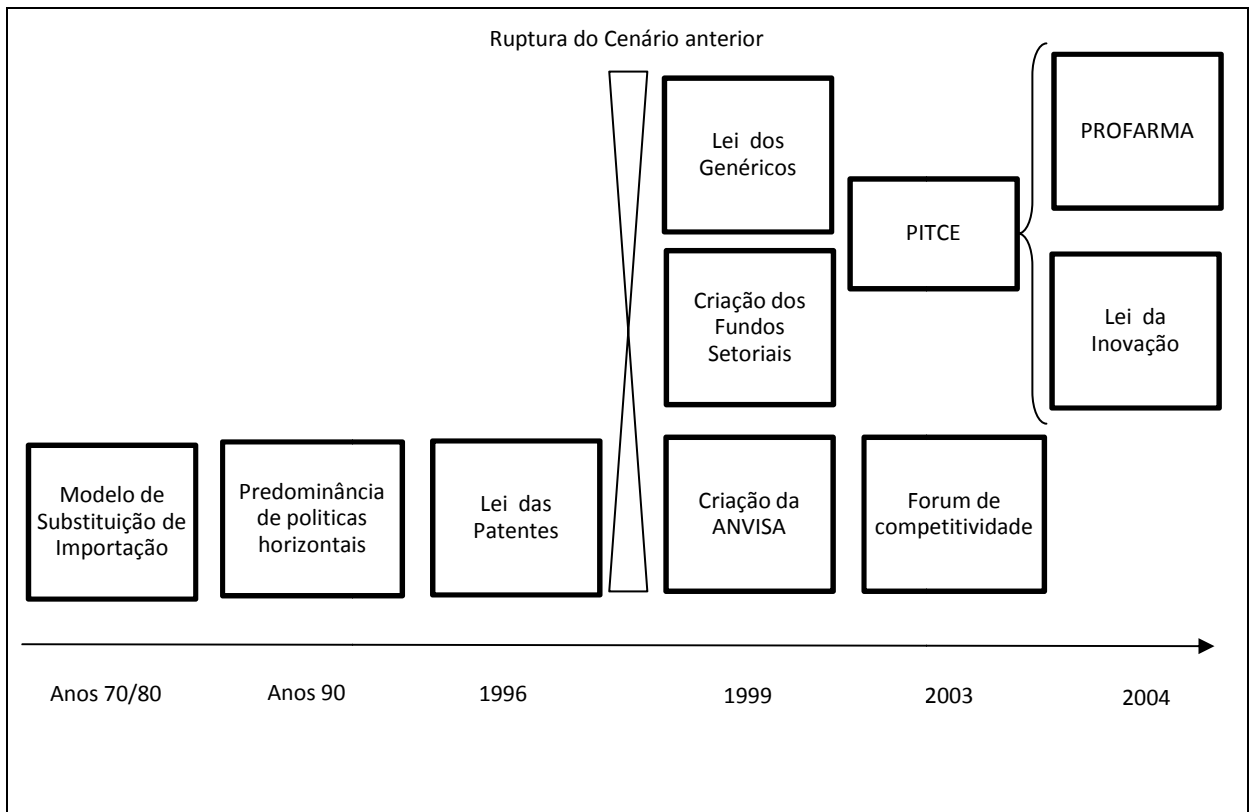 Ruptura do Cenário anterior
Lei dos
Genéricos
PROFARMA
PITCE
Criação dos
Fundos
Setoriais
Lei da
Inovação
Modelo de
Substituição de
Importação
Predominância
de politicas
horizontais
Lei das
Patentes
Criação da
ANVISA
Forum de
competitividade
Anos 70/80
Anos 90
1996
1999
2003
2004